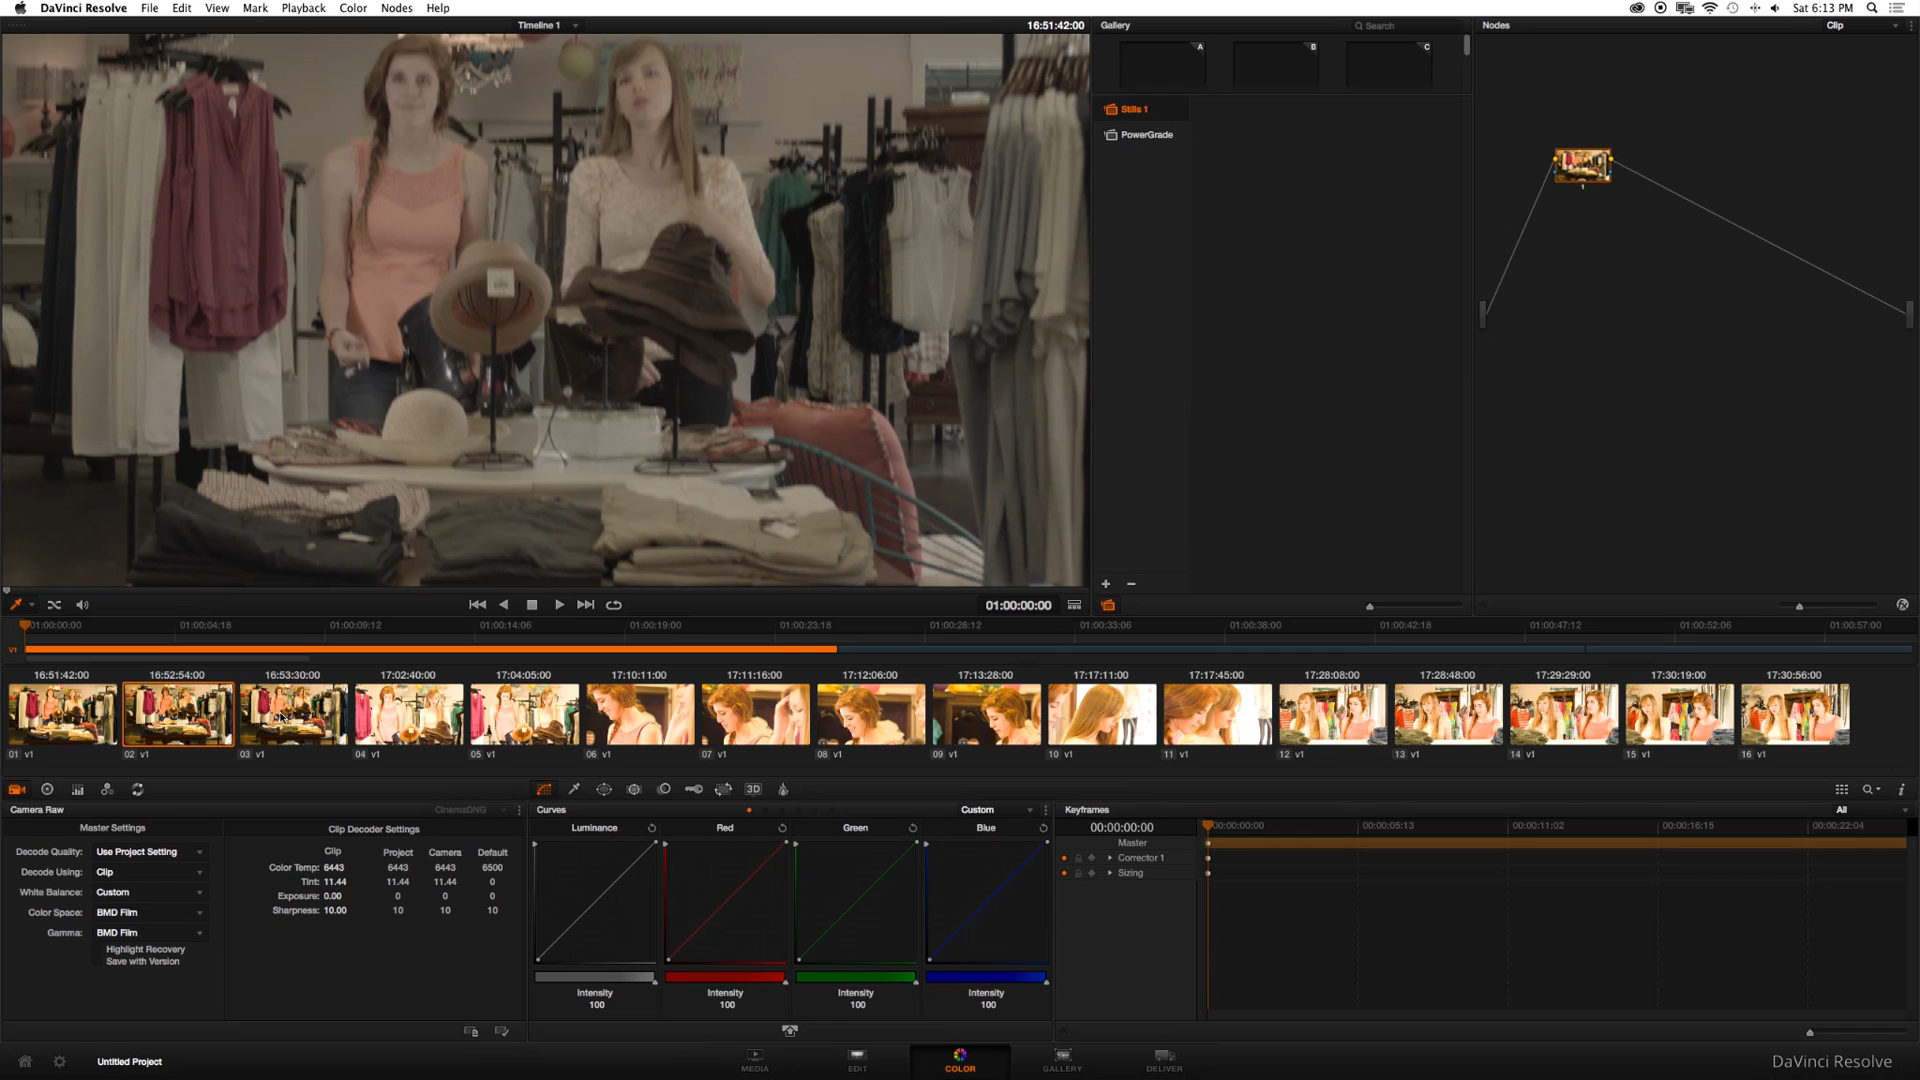 DaVinci Resolve File Edit View Mark Playback Color Nodes Help Sat 6:13 PM
Timeline 1 16:51:42:00 Gallery Search Nodes Clip
A B C
Stills 1
PowerGrade
1
01:00:00:00
01:00:00:00 01:00:04:18 01:00:09:12 01:00:14:06 01:00:19:00 01:00:23:18 01:00:28:12 01:00:33:06 01:00:38:00 01:00:42:18 01:00:47:12 01:00:52:06 01:00:57:00
V1
16:51:42:00 16:52:54:00 16:53:30:00 17:02:40:00 17:04:05:00 17:10:11:00 17:11:16:00 17:12:06:00 17:13:28:00 17:17:11:00 17:17:45:00 17:28:08:00 17:28:48:00 17:29:29:00 17:30:19:00 17:30:56:00
01 v1 02 v1 03 v1 04 v1 05 v1 06 v1 07 v1 08 v1 09 v1 10 v1 11 v1 12 v1 13 v1 14 v1 15 v1 16 v1
3D
Camera Raw CinemaDNG Curves Custom Keyframes All
Master Settings Clip Decoder Settings Luminance Red Green Blue 00:00:00:00 00:00:00:00 00:00:05:13 00:00:11:02 00:00:16:15 00:00:22:04
Master
Decode Quality: Use Project Setting Clip Project Camera Default Corrector 1
Decode Using: Clip Color Temp: 6443 6443 6443 6500 Sizing
Tint: 11.44 11.44 11.44 0
White Balance: Custom Exposure: 0.00 0 0 0
Color Space: BMD Film Sharpness: 10.00 10 10 10
Gamma: BMD Film
Highlight Recovery
Save with Version
Intensity Intensity Intensity Intensity
100 100 100 100
Untitled Project MEDIA EDIT COLOR GALLERY DELIVER DaVinci Resolve